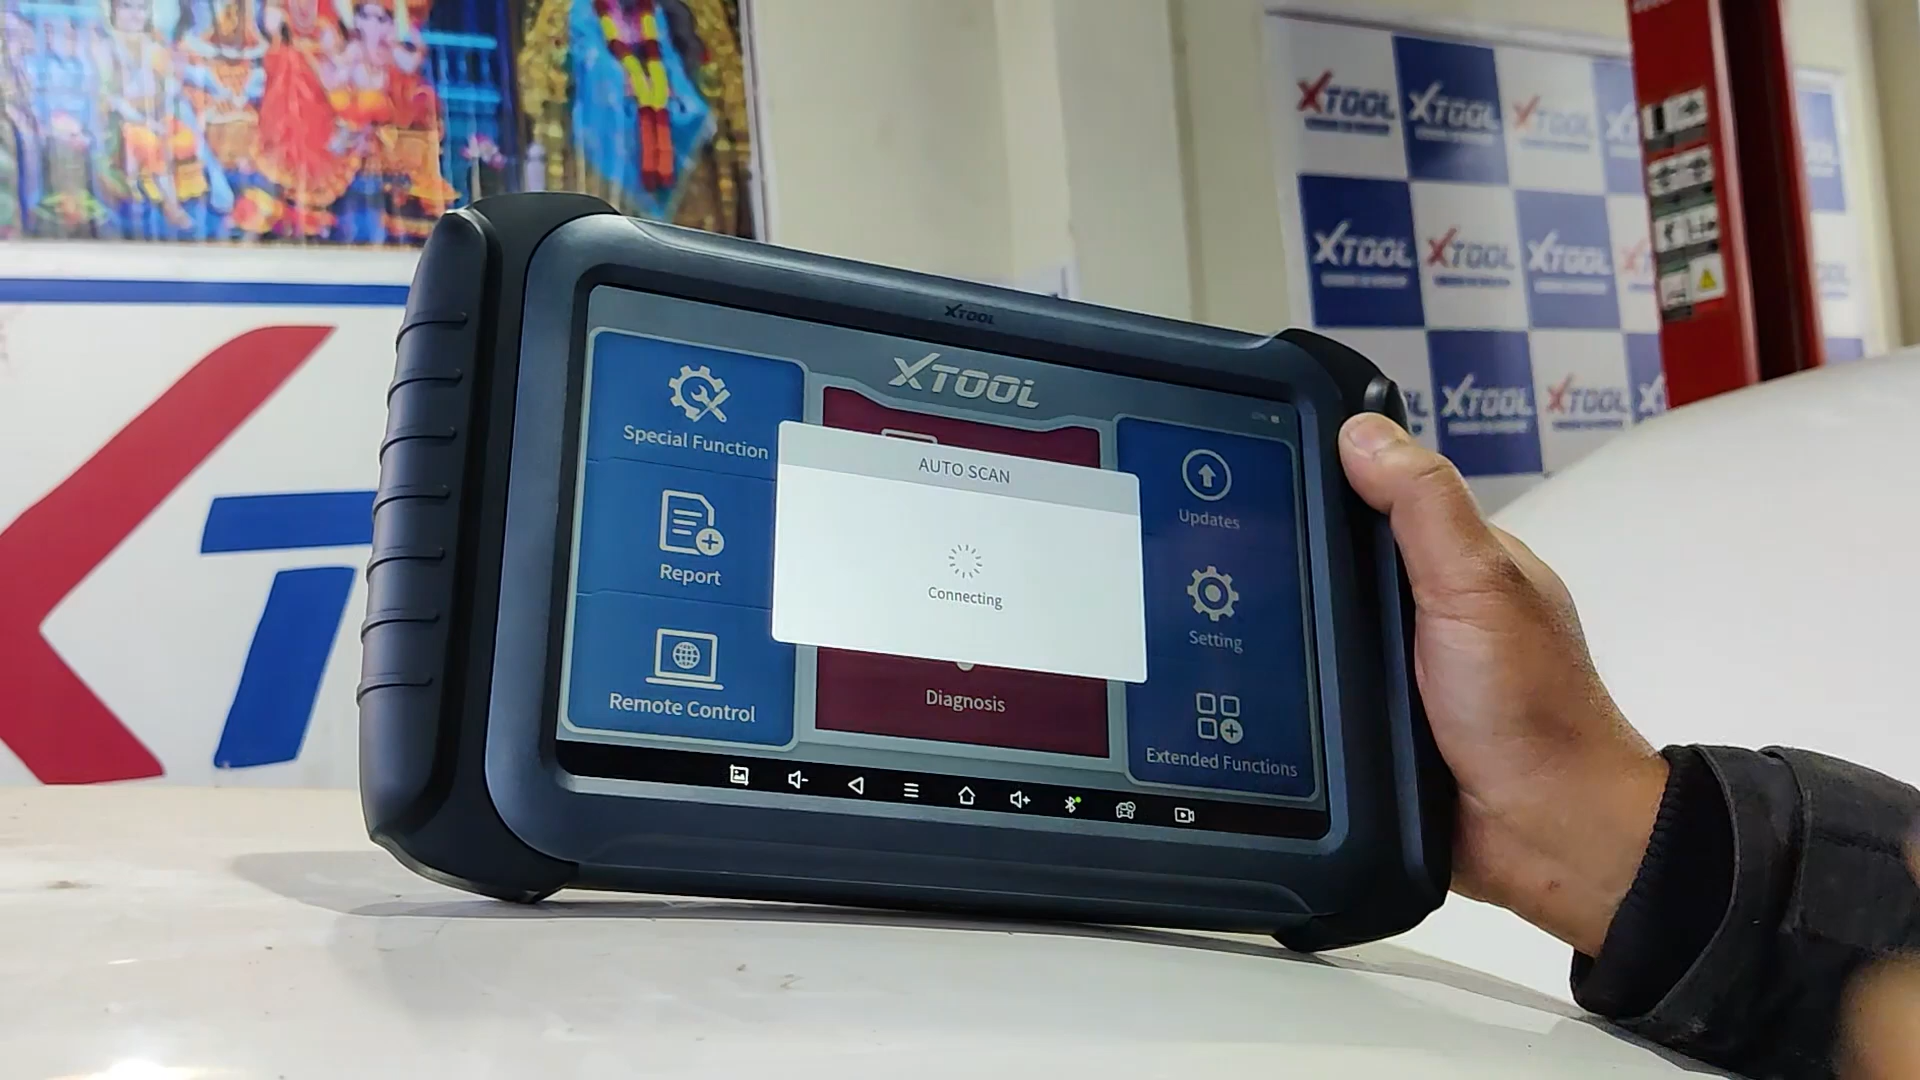 XTOOL
XTOOL
XTOOL
XT
XTOOL
XTOOL
XTOOL
XTOOL
XTOOL
XTOOL
XTOOL
Special Function
Report
Remote Control
AUTO SCAN
Connecting
Diagnosis
Updates
Setting
Extended Functions